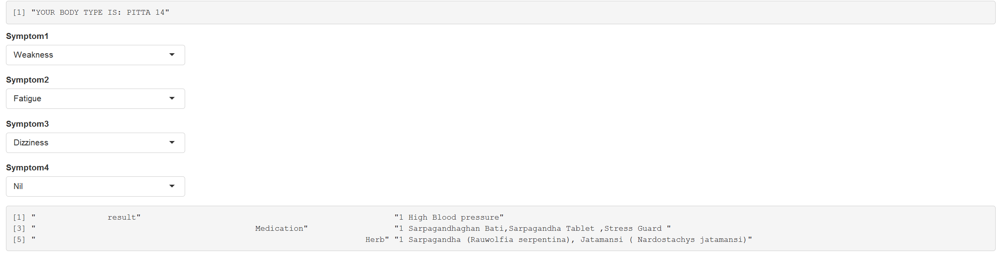 [1] "YOUR BODY TYPE IS: PITTA 14"
Symptom1
Weakness
Symptom2
Fatigue
Symptom3
Dizziness
Symptom4
Nil
[1] "               result"                                                     "1 High Blood pressure"
[3] "                                              Medication"                  "1 Sarpagandhaghan Bati,Sarpagandha Tablet ,Stress Guard "
[5] "                                                                     Herb" "1 Sarpagandha (Rauwolfia serpentina), Jatamansi ( Nardostachys jatamansi)"